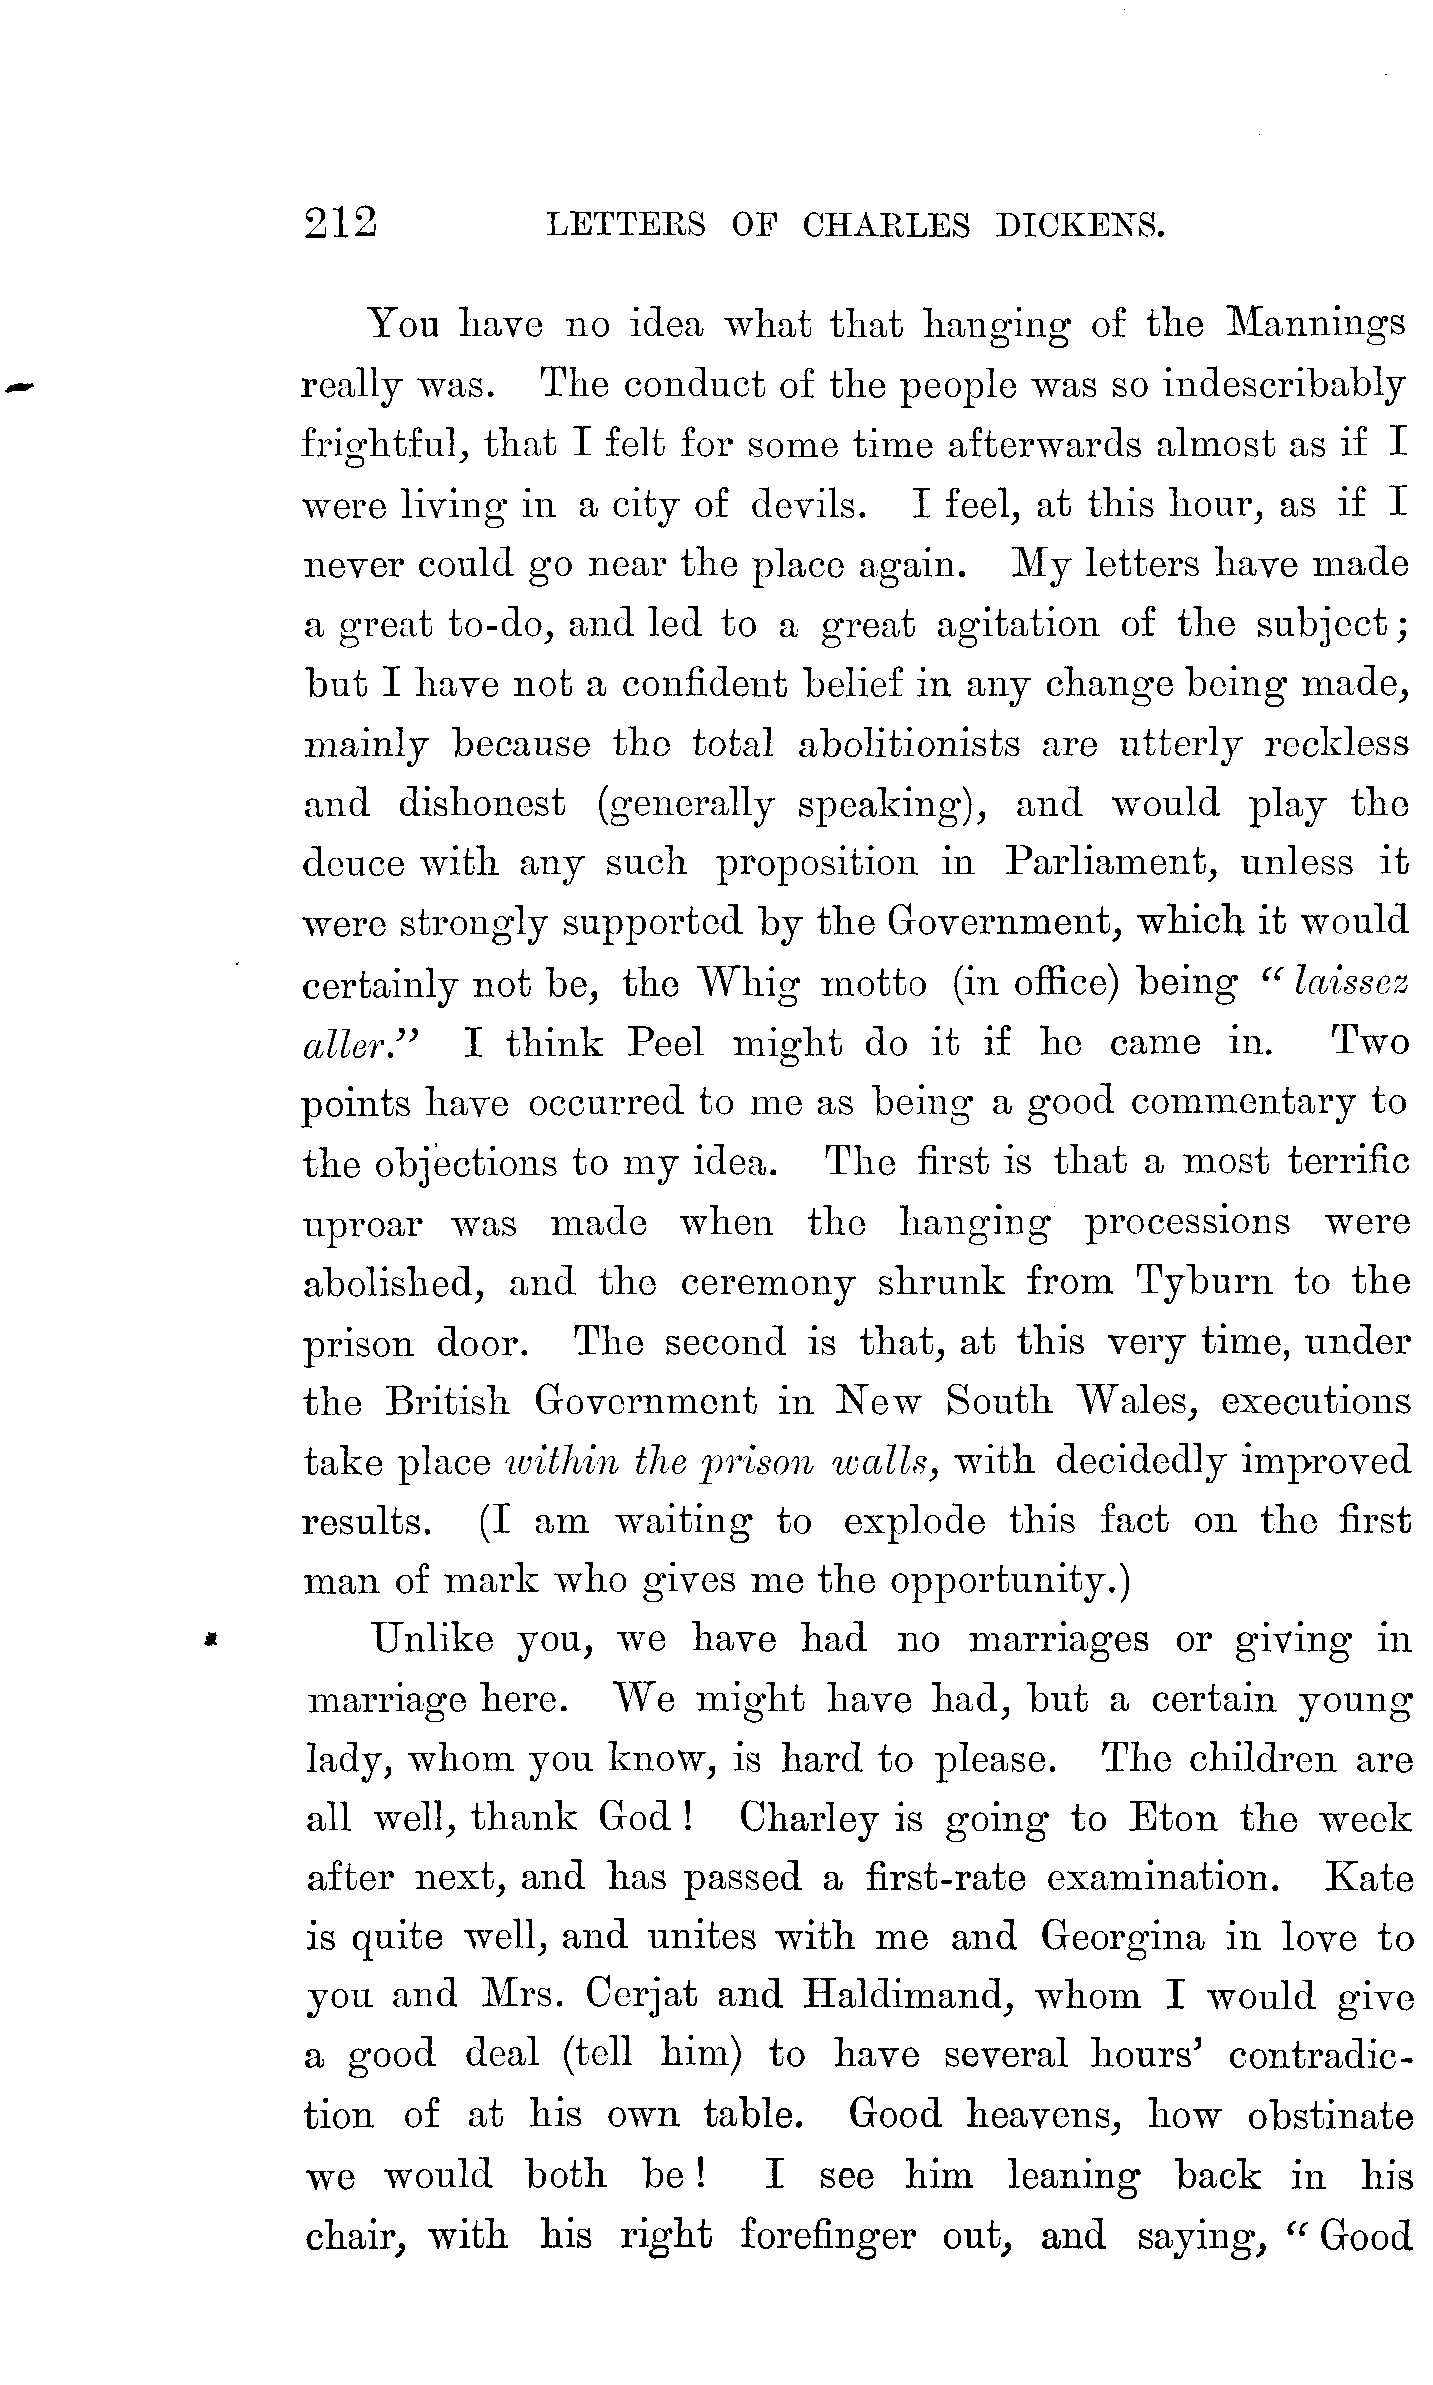 212 LETTERS OF CHARLES DICKENS.
You have no idea what that hanging of the Mannings
really was. The conduct of the people was so indescribably
frightful, that I felt for some time afterwards almost as if I
were living in a city of devils. I feel, at this hour, as if I
never could go near the place again. My letters have made
a great to-do, and led to a great agitation of the subject;
but I have not a confident belief in any change being made,
mainly because the total abolitionists are utterly reckless
and dishonest (generally speaking), and would play the
deuce with any such proposition in Parliament, unless it
were strongly supported by the Government, which it would
certainly not be, the Whig motto (in office) being “laissez
aller.” I think Peel might do it if he came in. Two
points have occurred to me as being a good commentary to
the objections to my idea. The first is that a most terrific
uproar was made when the hanging processions were
abolished, and the ceremony shrunk from Tyburn to the
prison door. The second is that, at this very time, under
the British Government in New South Wales, executions
take place within the prison walls, with decidedly improved
results. (I am waiting to explode this fact on the first
man of mark who gives me the opportunity.)
Unlike you, we have had no marriages or giving in
marriage here. We might have had, but a certain young
lady, whom you know, is hard to please. The children are
all well, thank God! Charley is going to Eton the week
after next, and has passed a first-rate examination. Kate
is quite well, and unites with me and Georgina in love to
you and Mrs. Cerjat and Haldimand, whom I would give
a good deal (tell him) to have several hours’ contradic-
tion of at his own table. Good heavens, how obstinate
we would both be! I see him leaning back in his
chair, with his right forefinger out, and saying, “Good